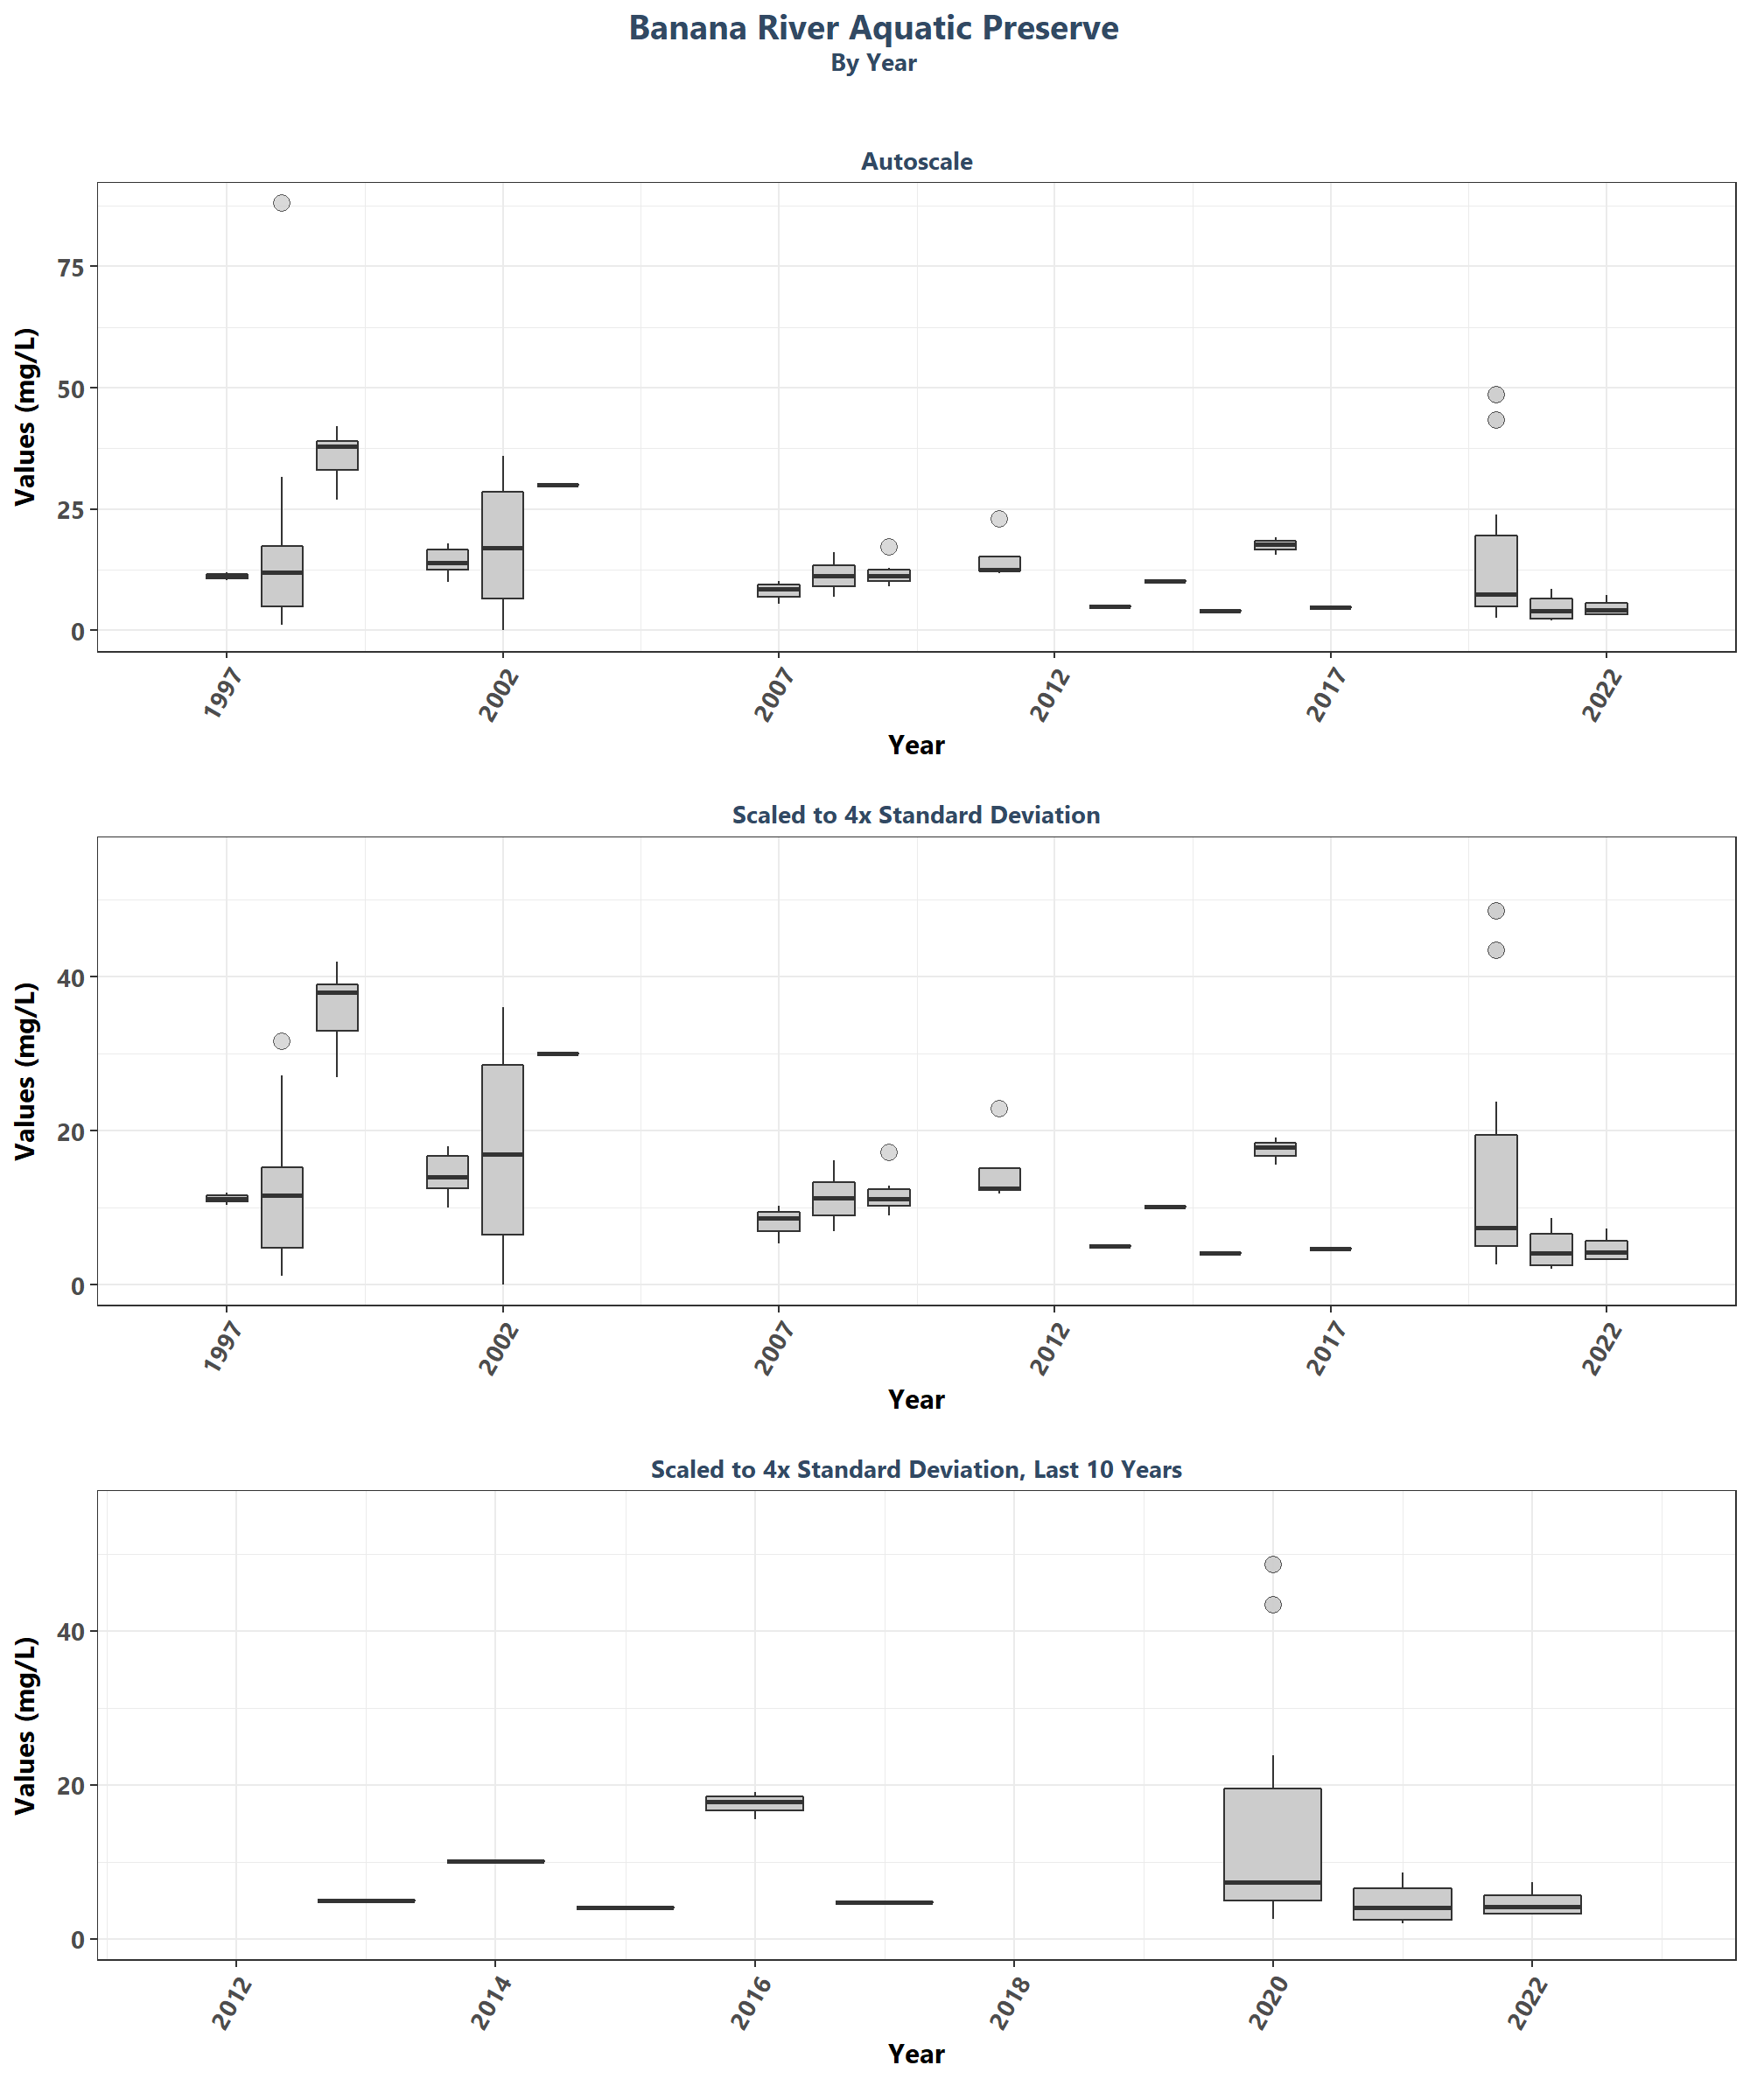 Banana River Aquatic Preserve
By Year
Autoscale
Values (mg/L)
75
50
25
0
1997 2002 2007 2012 2017 2022
Year
Scaled to 4x Standard Deviation
Values (mg/L)
40
20
0
1997 2002 2007 2012 2017 2022
Year
Scaled to 4x Standard Deviation, Last 10 Years
Values (mg/L)
40
20
0
2012 2014 2016 2018 2020 2022
Year